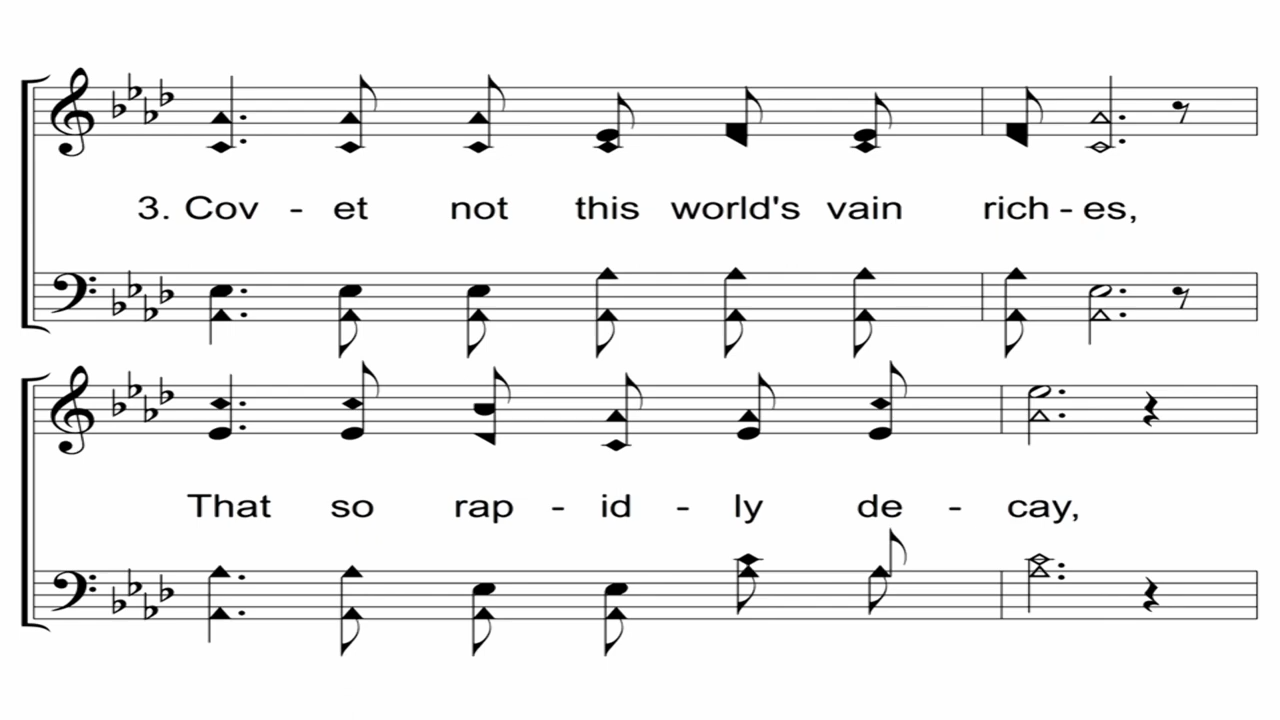 3. Cov - et not this world's vain rich - es,
That so rap - id - ly de - cay,